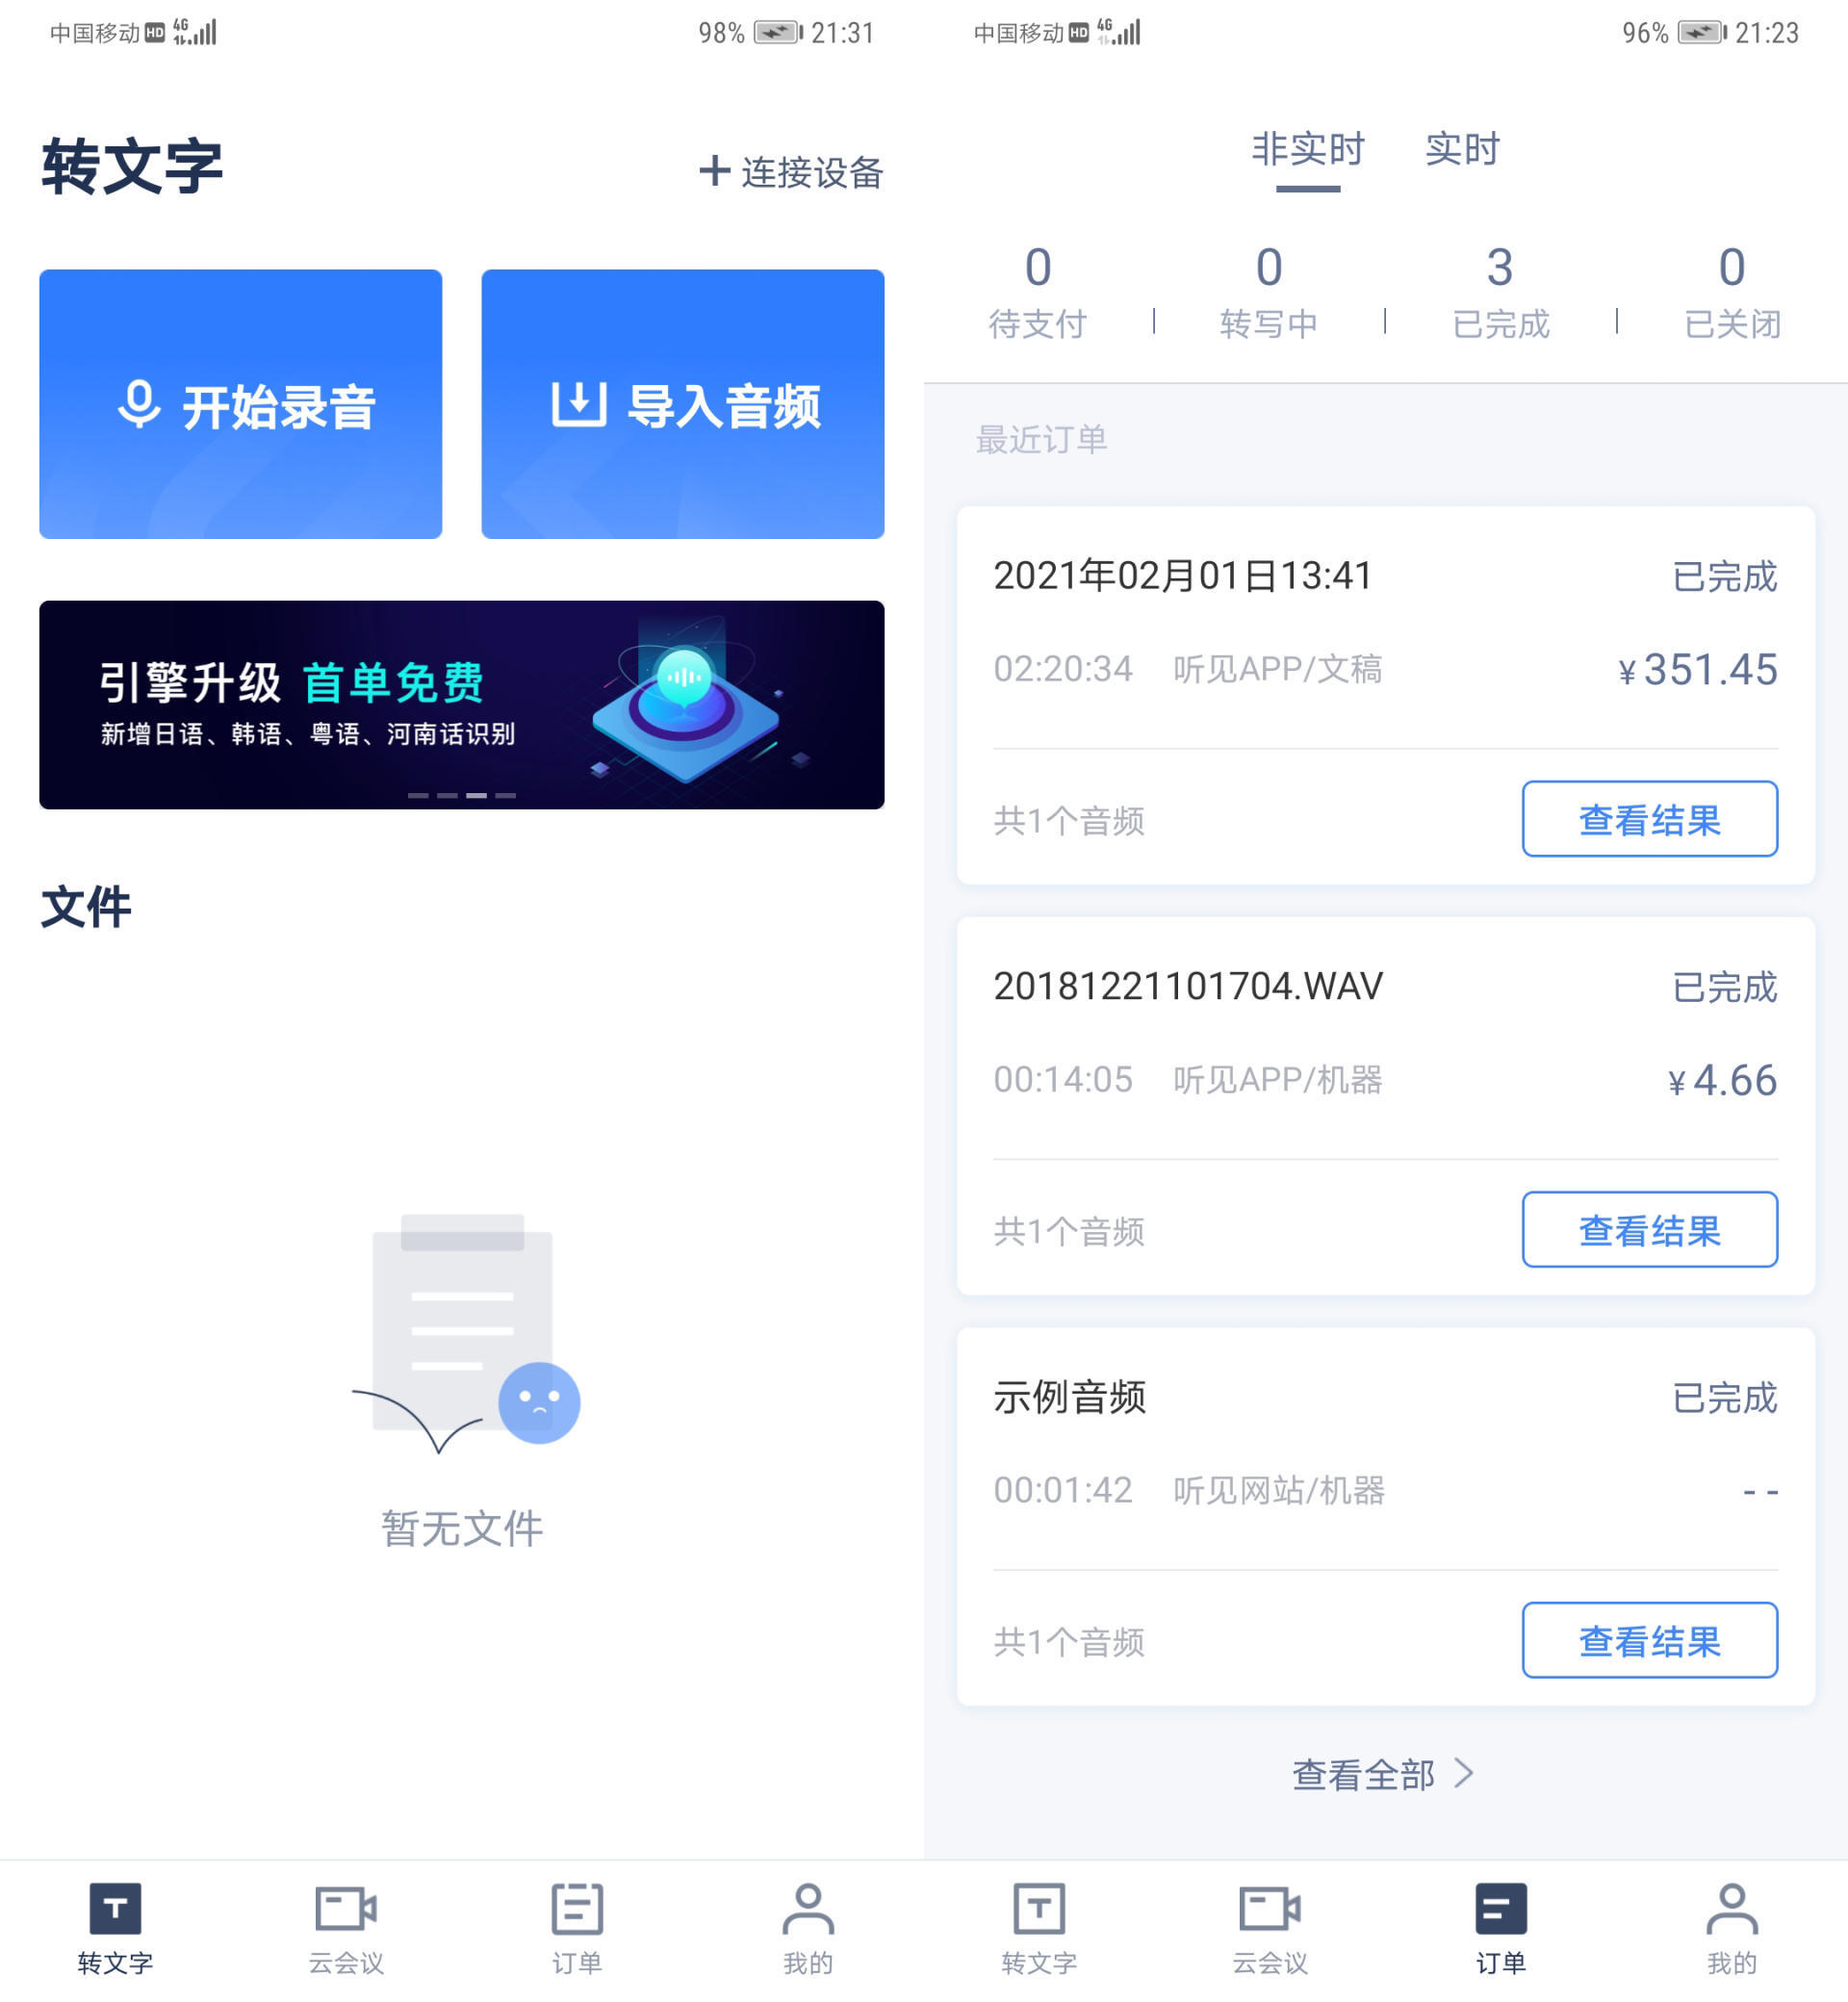 中国移动 HD 4G 98% 21:31
转文字
+ 连接设备
开始录音
导入音频
引擎升级 首单免费
新增日语、韩语、粤语、河南话识别
文件
暂无文件
转文字 云会议 订单 我的
中国移动 HD 4G 96% 21:23
非实时 实时
0 0 3 0
待支付 转写中 已完成 已关闭
最近订单
2021年02月01日13:41 已完成
02:20:34 听见APP/文稿 ¥351.45
共1个音频 查看结果
20181221101704.WAV 已完成
00:14:05 听见APP/机器 ¥4.66
共1个音频 查看结果
示例音频 已完成
00:01:42 听见网站/机器 --
共1个音频 查看结果
查看全部 >
转文字 云会议 订单 我的